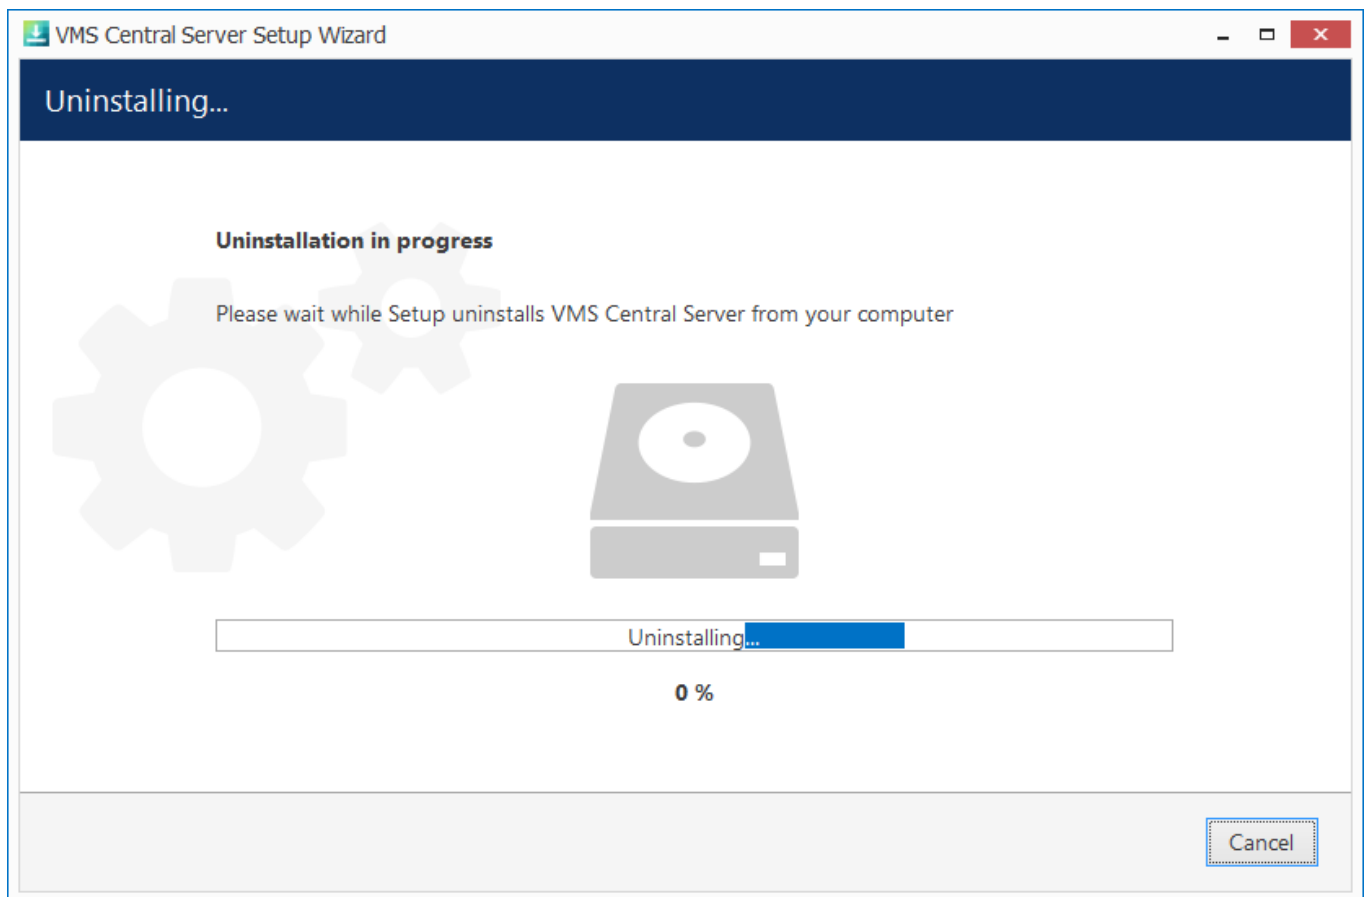 VMS Central Server Setup Wizard
Uninstalling...
Uninstallation in progress
Please wait while Setup uninstalls VMS Central Server from your computer
Uninstalling...
0 %
Cancel